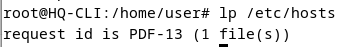 root@HQ-CLI:/home/user# lp /etc/hosts
request id is PDF-13 (1 file(s))